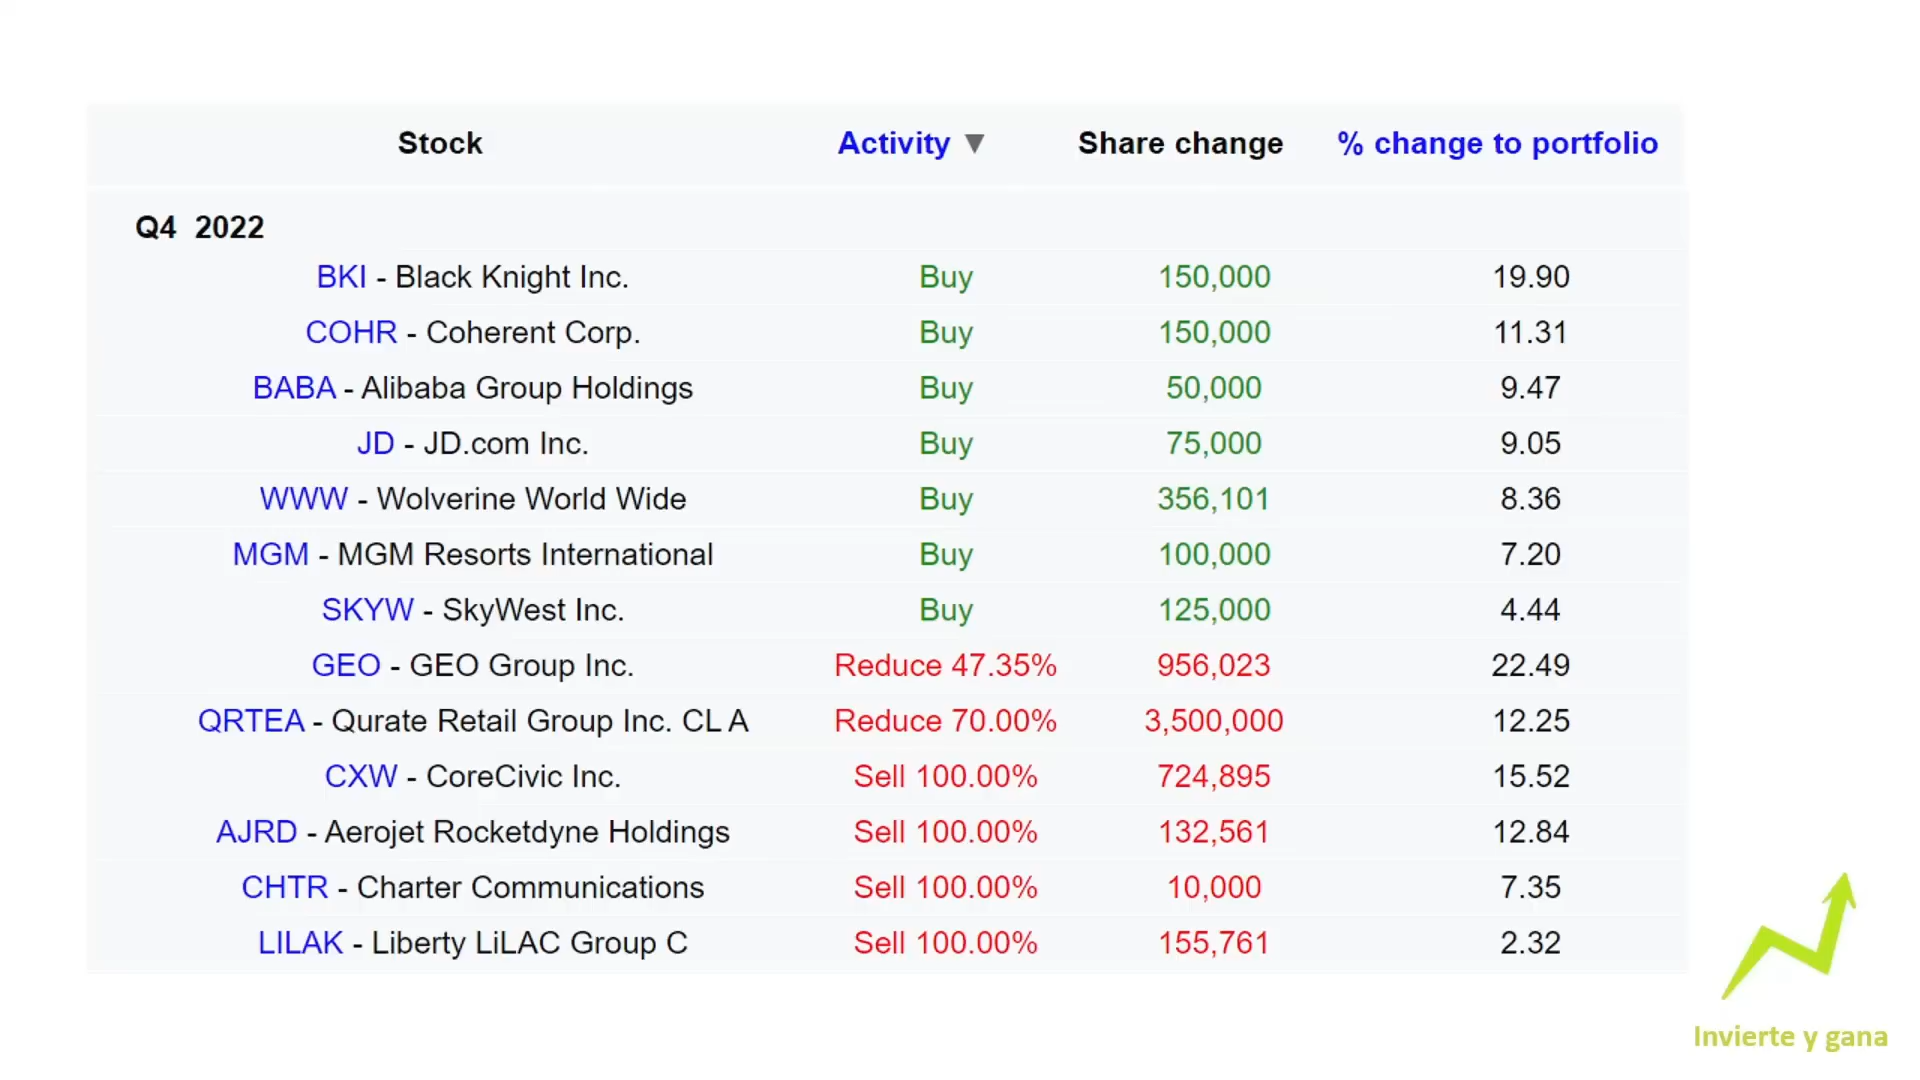 Stock Activity ▼ Share change % change to portfolio
Q4 2022
BKI - Black Knight Inc. Buy 150,000 19.90
COHR - Coherent Corp. Buy 150,000 11.31
BABA - Alibaba Group Holdings Buy 50,000 9.47
JD - JD.com Inc. Buy 75,000 9.05
WWW - Wolverine World Wide Buy 356,101 8.36
MGM - MGM Resorts International Buy 100,000 7.20
SKYW - SkyWest Inc. Buy 125,000 4.44
GEO - GEO Group Inc. Reduce 47.35% 956,023 22.49
QRTEA - Qurate Retail Group Inc. CL A Reduce 70.00% 3,500,000 12.25
CXW - CoreCivic Inc. Sell 100.00% 724,895 15.52
AJRD - Aerojet Rocketdyne Holdings Sell 100.00% 132,561 12.84
CHTR - Charter Communications Sell 100.00% 10,000 7.35
LILAK - Liberty LiLAC Group C Sell 100.00% 155,761 2.32
Invierte y gana